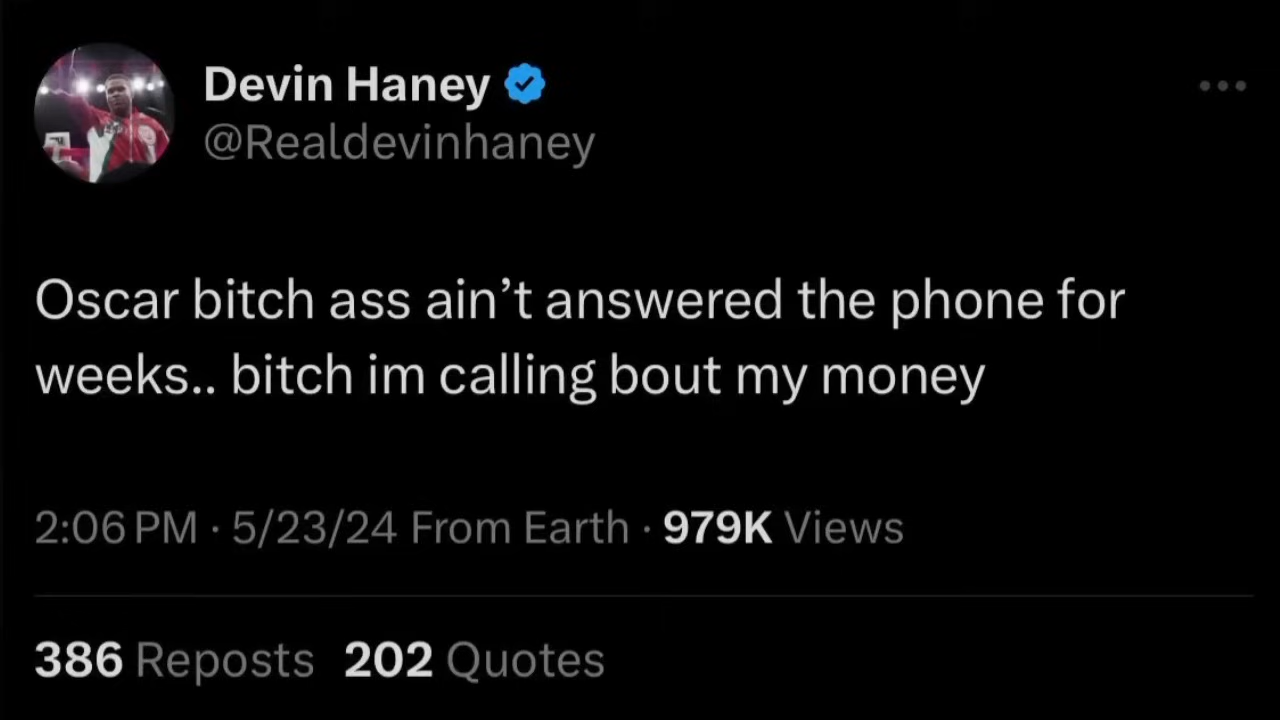 Devin Haney
@Realdevinhaney
Oscar bitch ass ain’t answered the phone for
weeks.. bitch im calling bout my money
2:06 PM · 5/23/24 From Earth · 979K Views
386 Reposts 202 Quotes